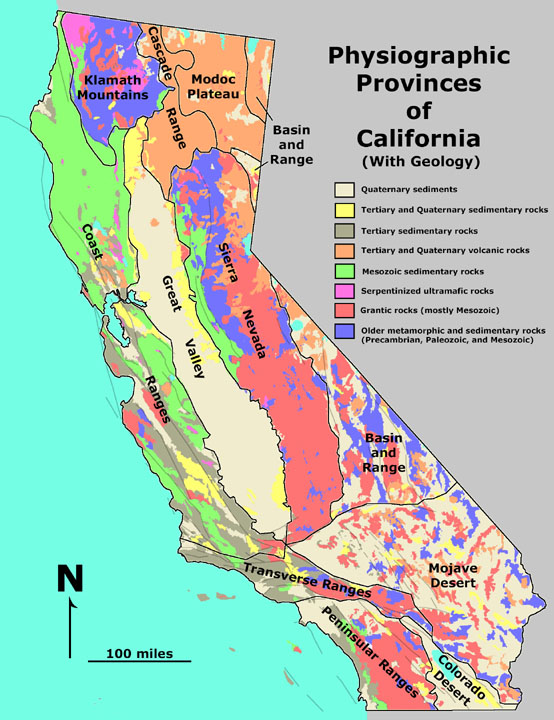 Physiographic
Provinces
of
California
(With Geology)
Klamath
Mountains
Cascade
Range
Modoc
Plateau
Basin
and
Range
Quaternary sediments
Tertiary and Quaternary sedimentary rocks
Tertiary sedimentary rocks
Tertiary and Quaternary volcanic rocks
Mesozoic sedimentary rocks
Serpentinized ultramafic rocks
Grantic rocks (mostly Mesozoic)
Older metamorphic and sedimentary rocks
(Precambrian, Paleozoic, and Mesozoic)
Coast
Ranges
Great
Valley
Sierra
Nevada
Basin
and
Range
Mojave
Desert
Transverse Ranges
Peninsular Ranges
Colorado
Desert
N
100 miles